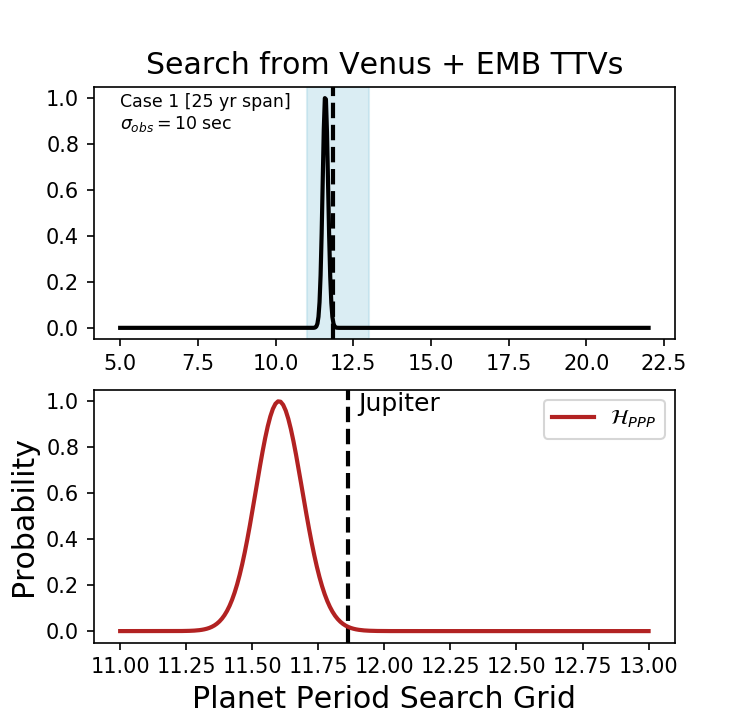 Search from Venus + EMB TTVs
Case 1 [25 yr span]
σ_obs = 10 sec
1.0
0.8
0.6
0.4
0.2
0.0
5.0 7.5 10.0 12.5 15.0 17.5 20.0 22.5
Jupiter
ℋ_PPP
Probability
1.0
0.8
0.6
0.4
0.2
0.0
11.00 11.25 11.50 11.75 12.00 12.25 12.50 12.75 13.00
Planet Period Search Grid